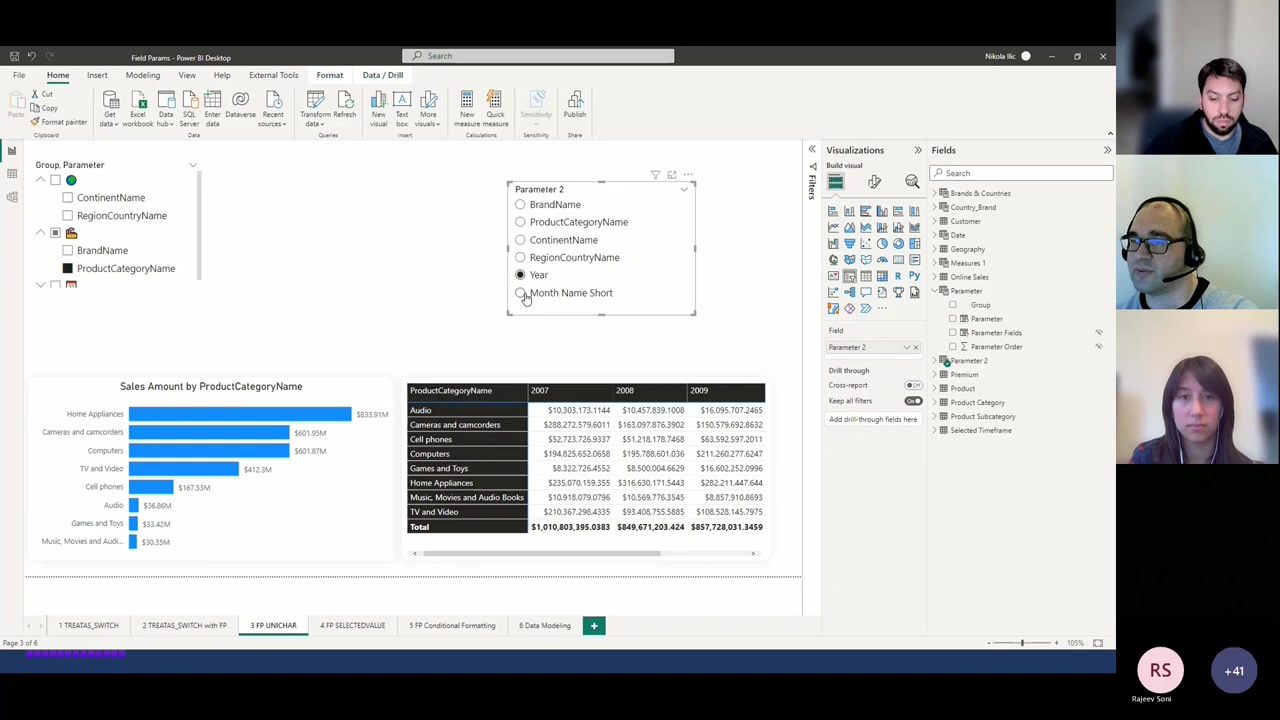 Field Params - Power BI Desktop
Search
Nikola Ilic
File
Home
Insert
Modeling
View
Help
External Tools
Format
Data / Drill
Paste
Cut
Copy
Format painter
Clipboard
Get data
Excel workbook
Data hub
SQL Server
Enter data
Dataverse
Recent sources
Data
Transform data
Refresh
Queries
New visual
Text box
More visuals
Insert
New measure
Quick measure
Calculations
Sensitivity
Sensitivity
Publish
Share
Group, Parameter
ContinentName
RegionCountryName
BrandName
ProductCategoryName
Parameter 2
BrandName
ProductCategoryName
ContinentName
RegionCountryName
Year
Month Name Short
Sales Amount by ProductCategoryName
Home Appliances $833.91M
Cameras and camcorders $601.95M
Computers $601.87M
TV and Video $412.3M
Cell phones $167.53M
Audio $36.86M
Games and Toys $33.42M
Music, Movies and Audi... $30.35M
ProductCategoryName 2007 2008 2009
Audio $10.303,173.1144 $10.457,839.1008 $16.095,707.2465
Cameras and camcorders $288.272,579.6011 $163.097,876.3902 $150.579,692.8632
Cell phones $52.723,726.9337 $51.218,178.7468 $63.592,597.2011
Computers $194.825,652.0658 $195.788,601.036 $211.260,277.6247
Games and Toys $8.322,726.4552 $8.500,004.6629 $16.602,252.0996
Home Appliances $235.070,159.355 $316.630,171.5443 $282.211,447.644
Music, Movies and Audio Books $10.918,079.0796 $10.569,776.3545 $8.857,910.8693
TV and Video $210.367,298.4335 $93.408,755.5885 $108.528,145.7975
Total $1,010,803,395.0383 $849,671,203.424 $857,728,031.3459
Filters
Visualizations
Build visual
Field
Parameter 2
Drill through
Cross-report
Off
Keep all filters
On
Add drill-through fields here
Fields
Search
Brands & Countries
Country_Brand
Customer
Date
Geography
Measures 1
Online Sales
Parameter
Group
Parameter
Parameter Fields
Parameter Order
Parameter 2
Premium
Product
Product Category
Product Subcategory
Selected Timeframe
1 TREATAS_SWITCH
2 TREATAS_SWITCH with FP
3 FP UNICHAR
4 FP SELECTEDVALUE
5 FP Conditional Formatting
6 Data Modeling
Page 3 of 6
105%
RS
Rajeev Soni
+41